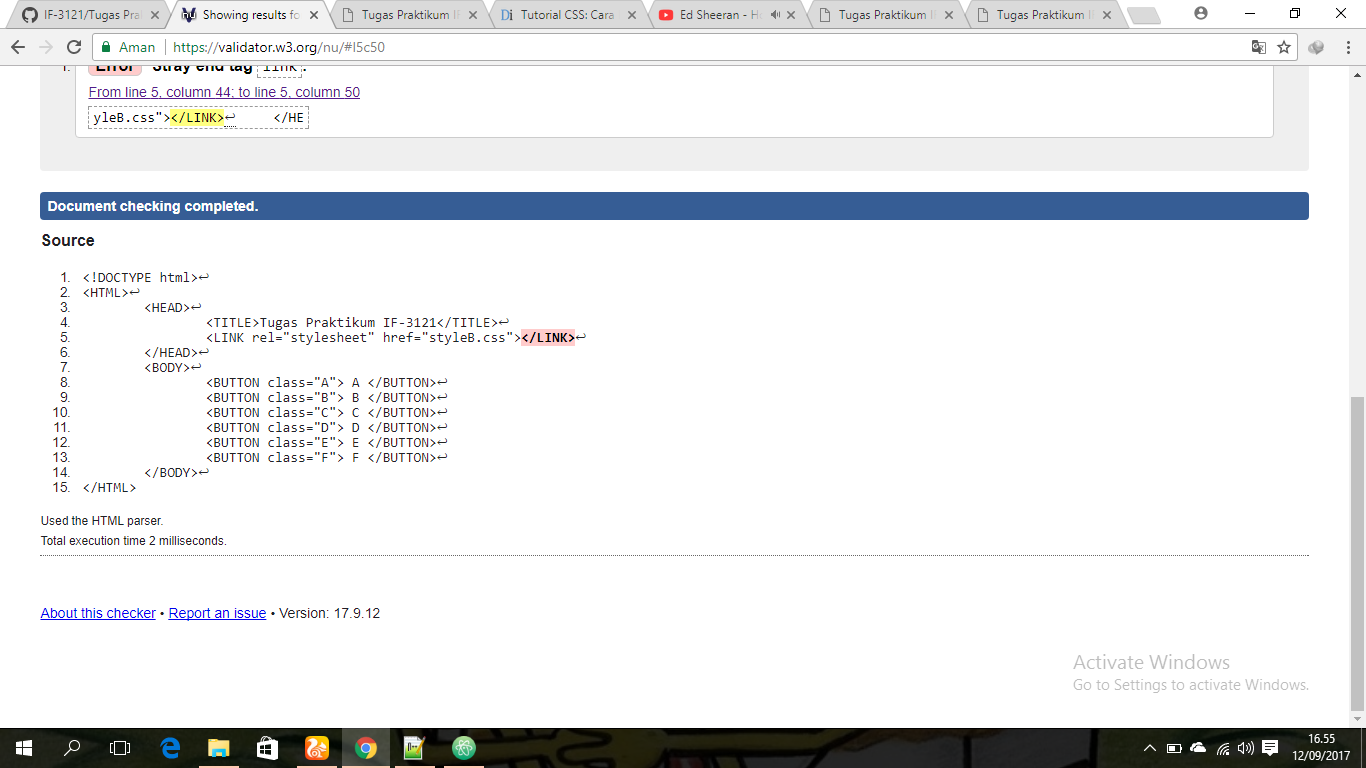 IF-3121/Tugas Pra
Showing results fo
Tugas Praktikum I
Tutorial CSS: Cara
Ed Sheeran - H
Tugas Praktikum I
Tugas Praktikum I
Aman
https://validator.w3.org/nu/#l5c50
1. Error Stray end tag link.
From line 5, column 44; to line 5, column 50
yleB.css"></LINK>↩ </HE
Document checking completed.
Source
1. <!DOCTYPE html>↩
2. <HTML>↩
3. <HEAD>↩
4. <TITLE>Tugas Praktikum IF-3121</TITLE>↩
5. <LINK rel="stylesheet" href="styleB.css"></LINK>↩
6. </HEAD>↩
7. <BODY>↩
8. <BUTTON class="A"> A </BUTTON>↩
9. <BUTTON class="B"> B </BUTTON>↩
10. <BUTTON class="C"> C </BUTTON>↩
11. <BUTTON class="D"> D </BUTTON>↩
12. <BUTTON class="E"> E </BUTTON>↩
13. <BUTTON class="F"> F </BUTTON>↩
14. </BODY>↩
15. </HTML>
Used the HTML parser.
Total execution time 2 milliseconds.
About this checker • Report an issue • Version: 17.9.12
Activate Windows
Go to Settings to activate Windows.
16.55
12/09/2017